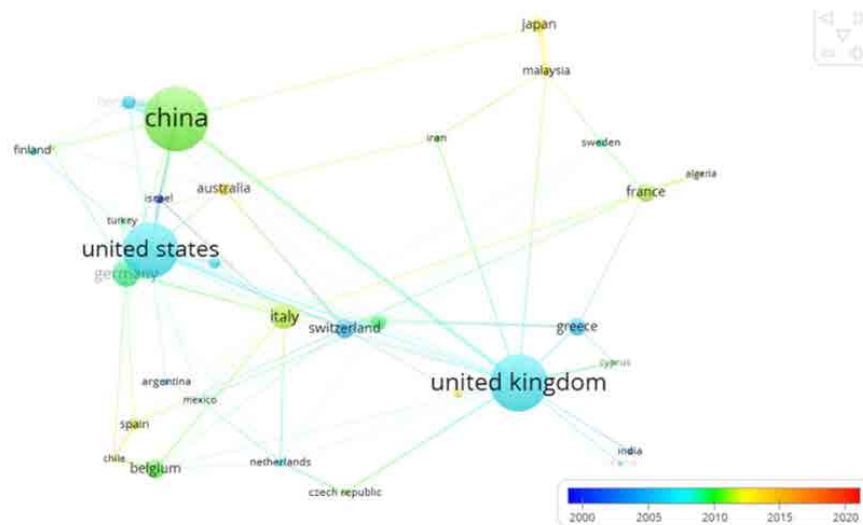 japan
malaysia
china
iran
sweden
finland
algeria
israel
australia
france
turkey
united states
germany
italy
switzerland
greece
cyprus
argentina
united kingdom
mexico
spain
india
chile
belgium
netherlands
czech republic
2000 2005 2010 2015 2020